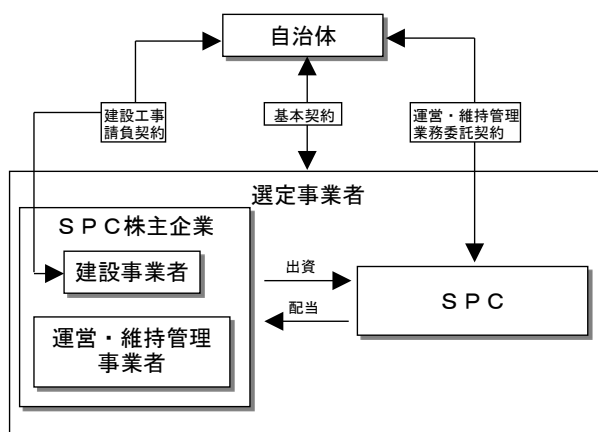 自治体
建設工事
請負契約
基本契約
運営・維持管理
業務委託契約
選定事業者
ＳＰＣ株主企業
建設事業者
運営・維持管理
事業者
出資
配当
ＳＰＣ